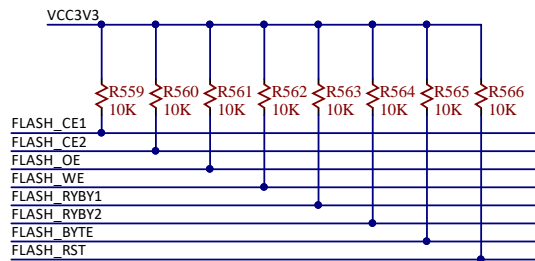 VCC3V3
R559 R560 R561 R562 R563 R564 R565 R566
10K 10K 10K 10K 10K 10K 10K 10K
FLASH_CE1
FLASH_CE2
FLASH_OE
FLASH_WE
FLASH_RYBY1
FLASH_RYBY2
FLASH_BYTE
FLASH_RST